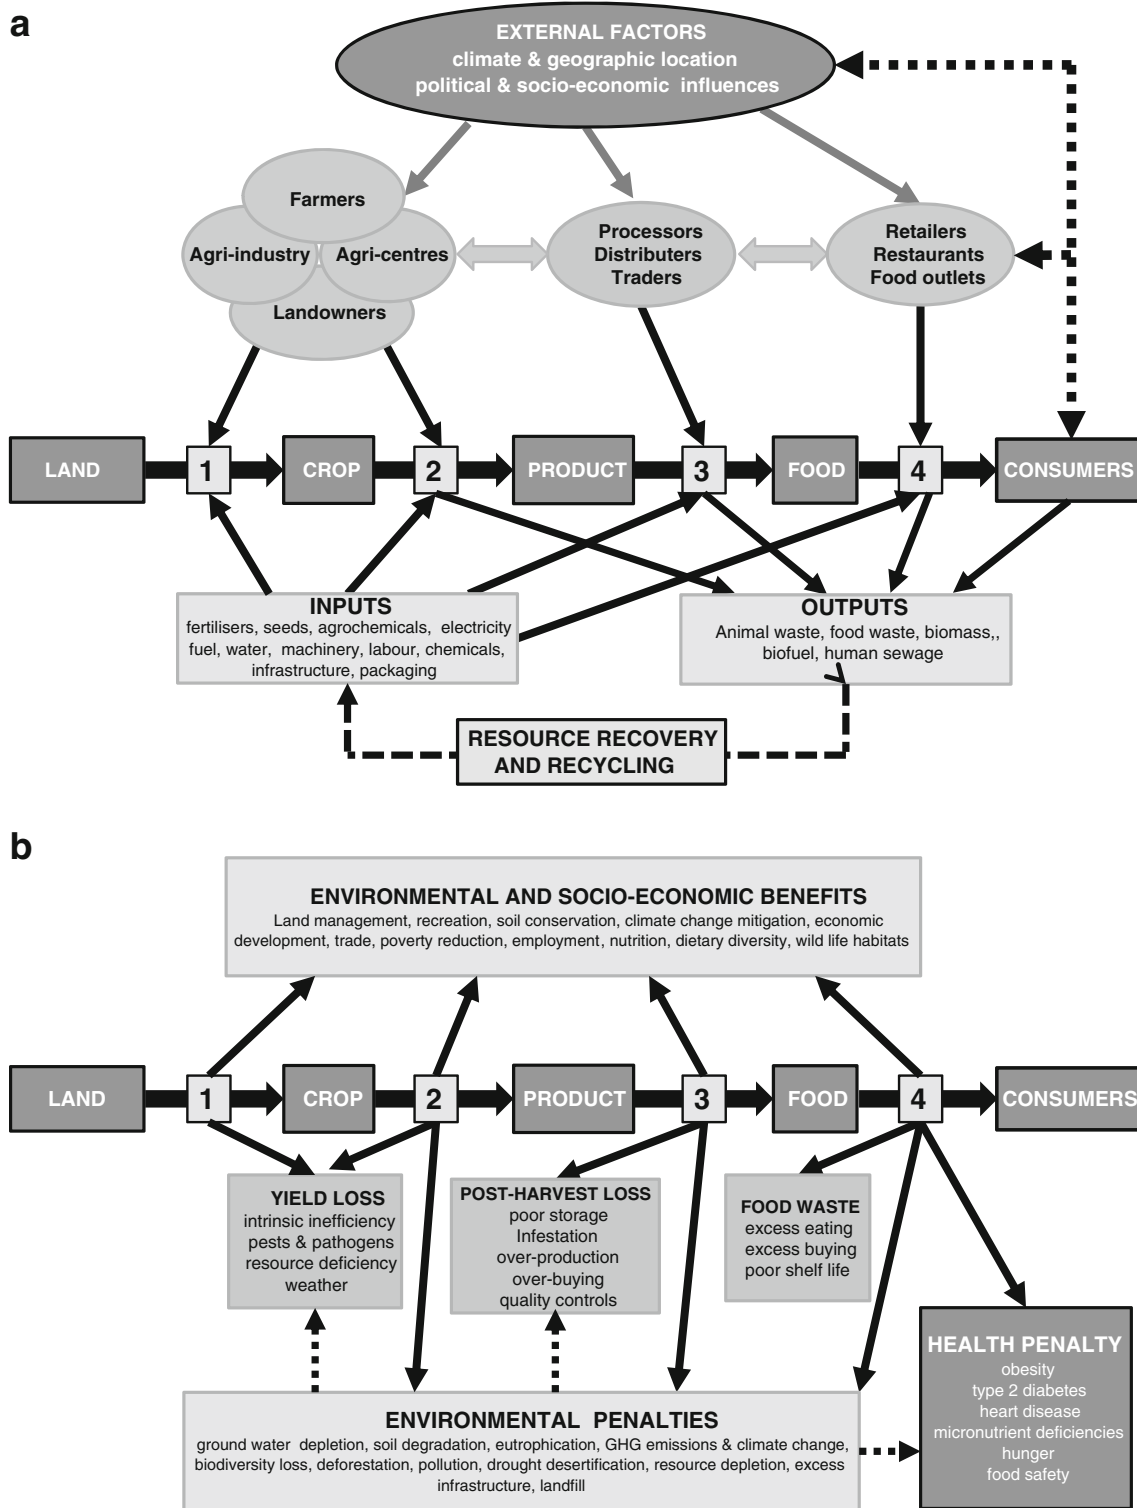 a
EXTERNAL FACTORS
climate & geographic location
political & socio-economic influences
Farmers
Agri-industry
Agri-centres
Landowners
Processors
Distributers
Traders
Retailers
Restaurants
Food outlets
LAND
1
CROP
2
PRODUCT
3
FOOD
4
CONSUMERS
INPUTS
fertilisers, seeds, agrochemicals, electricity
fuel, water, machinery, labour, chemicals,
infrastructure, packaging
OUTPUTS
Animal waste, food waste, biomass,,
biofuel, human sewage
RESOURCE RECOVERY
AND RECYCLING
b
ENVIRONMENTAL AND SOCIO-ECONOMIC BENEFITS
Land management, recreation, soil conservation, climate change mitigation, economic
development, trade, poverty reduction, employment, nutrition, dietary diversity, wild life habitats
LAND
1
CROP
2
PRODUCT
3
FOOD
4
CONSUMERS
YIELD LOSS
intrinsic inefficiency
pests & pathogens
resource deficiency
weather
POST-HARVEST LOSS
poor storage
Infestation
over-production
over-buying
quality controls
FOOD WASTE
excess eating
excess buying
poor shelf life
HEALTH PENALTY
obesity
type 2 diabetes
heart disease
micronutrient deficiencies
hunger
food safety
ENVIRONMENTAL PENALTIES
ground water depletion, soil degradation, eutrophication, GHG emissions & climate change,
biodiversity loss, deforestation, pollution, drought desertification, resource depletion, excess
infrastructure, landfill